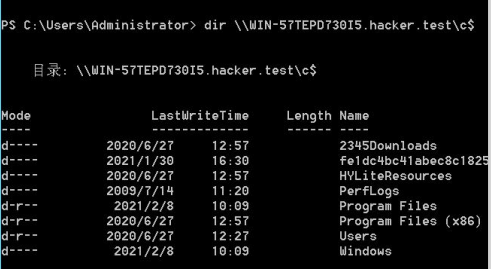 PS C:\Users\Administrator> dir \\WIN-57TEPD730I5.hacker.test\c$
目录: \\WIN-57TEPD730I5.hacker.test\c$
Mode LastWriteTime Length Name
---- ------------- ------ ----
d---- 2020/6/27 12:57 2345Downloads
d---- 2021/1/30 16:30 fe1dc4bc41abec8c1825
d---- 2020/6/27 12:57 HYLiteResources
d---- 2009/7/14 11:20 PerfLogs
d-r-- 2021/2/8 10:09 Program Files
d-r-- 2020/6/27 12:57 Program Files (x86)
d-r-- 2020/6/27 12:27 Users
d---- 2021/2/8 10:09 Windows